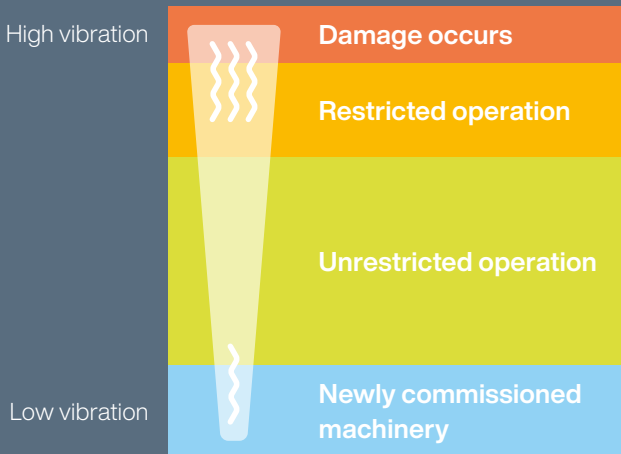 High vibration
Damage occurs
Restricted operation
Unrestricted operation
Low vibration
Newly commissioned
machinery